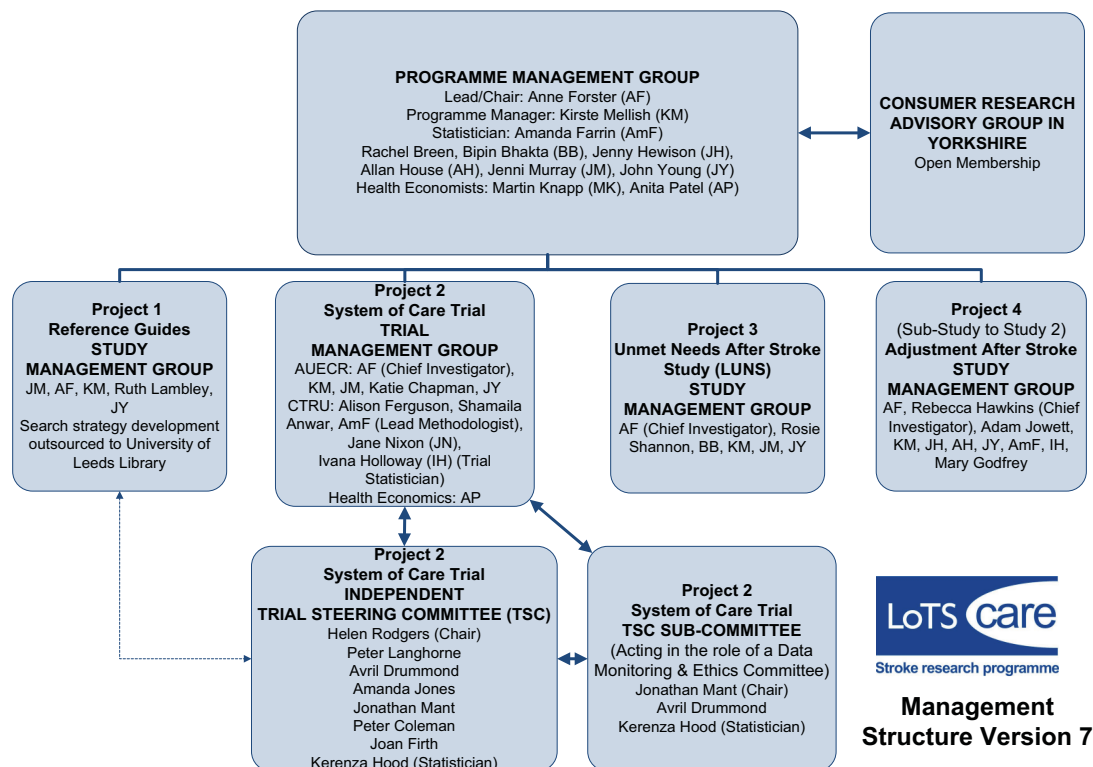 PROGRAMME MANAGEMENT GROUP
Lead/Chair: Anne Forster (AF)
Programme Manager: Kirste Mellish (KM)
Statistician: Amanda Farrin (AmF)
Rachel Breen, Bipin Bhakta (BB), Jenny Hewison (JH),
Allan House (AH), Jenni Murray (JM), John Young (JY)
Health Economists: Martin Knapp (MK), Anita Patel (AP)
CONSUMER RESEARCH
ADVISORY GROUP IN
YORKSHIRE
Open Membership
Project 1
Reference Guides
STUDY
MANAGEMENT GROUP
JM, AF, KM, Ruth Lambley,
JY
Search strategy development
outsourced to University of
Leeds Library
Project 2
System of Care Trial
TRIAL
MANAGEMENT GROUP
AUECR: AF (Chief Investigator),
KM, JM, Katie Chapman, JY
CTRU: Alison Ferguson, Shamaila
Anwar, AmF (Lead Methodologist),
Jane Nixon (JN),
Ivana Holloway (IH) (Trial
Statistician)
Health Economics: AP
Project 3
Unmet Needs After Stroke
Study (LUNS)
STUDY
MANAGEMENT GROUP
AF (Chief Investigator), Rosie
Shannon, BB, KM, JM, JY
Project 4
(Sub-Study to Study 2)
Adjustment After Stroke
STUDY
MANAGEMENT GROUP
AF, Rebecca Hawkins (Chief
Investigator), Adam Jowett,
KM, JH, AH, JY, AmF, IH,
Mary Godfrey
Project 2
System of Care Trial
INDEPENDENT
TRIAL STEERING COMMITTEE (TSC)
Helen Rodgers (Chair)
Peter Langhorne
Avril Drummond
Amanda Jones
Jonathan Mant
Peter Coleman
Joan Firth
Kerenza Hood (Statistician)
Project 2
System of Care Trial
TSC SUB-COMMITTEE
(Acting in the role of a Data
Monitoring & Ethics Committee)
Jonathan Mant (Chair)
Avril Drummond
Kerenza Hood (Statistician)
LoTS care
Stroke research programme
Management
Structure Version 7